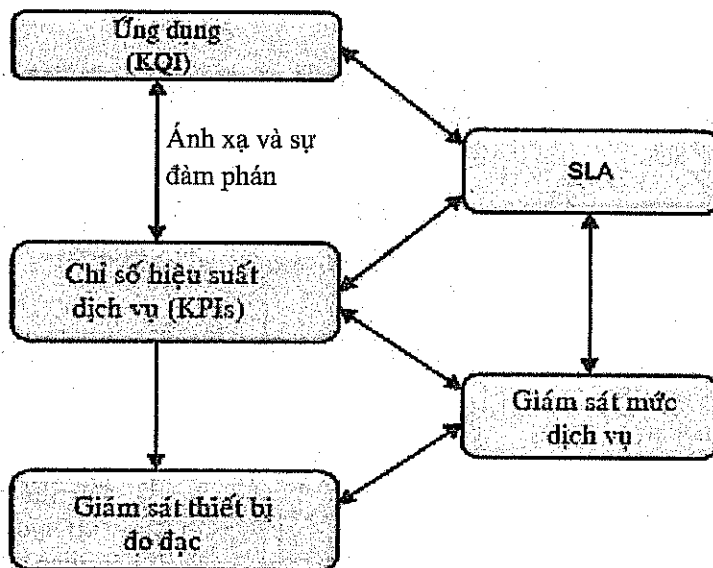 Ứng dụng
(KQI)
Ánh xạ và sự
đàm phán
SLA
Chỉ số hiệu suất
dịch vụ (KPIs)
Giám sát mức
dịch vụ
Giám sát thiết bị
đo đạc